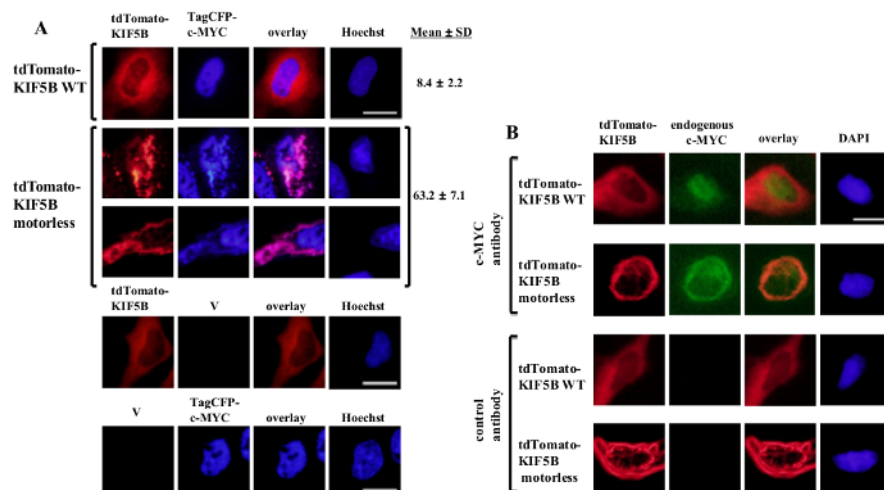 A
tdTomato-
KIF5B
TagCFP-
c-MYC
overlay
Hoechst
Mean ± SD
tdTomato-
KIF5B WT
8.4 ± 2.2
tdTomato-
KIF5B
motorless
63.2 ± 7.1
tdTomato-
KIF5B
V
overlay
Hoechst
V
TagCFP-
c-MYC
overlay
Hoechst
B
tdTomato-
KIF5B
endogenous
c-MYC
overlay
DAPI
c-MYC
antibody
tdTomato-
KIF5B WT
tdTomato-
KIF5B
motorless
control
antibody
tdTomato-
KIF5B WT
tdTomato-
KIF5B
motorless